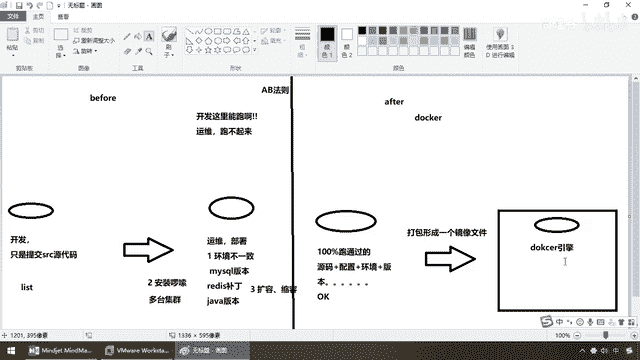 无标题 - 画图
文件
主页
查看
粘贴
剪切
复制
剪贴板
选择
裁剪
重新调整大小
旋转
图像
工具
刷子
形状
轮廓
填充
粗细
颜色 1
颜色 2
颜色
编辑颜色
使用画图 3D 进行编辑
before
AB法则
after
docker
开发这里能跑啊!!
运维，跑不起来
开发，
只是提交src源代码
list
2 安装啰嗦
多台集群
运维，部署
1 环境不一致
mysql版本
redis补丁
java版本
3 扩容、缩容
100%跑通过的
源码+配置+环境+版
本。。。。。。
OK
打包形成一个镜像文件
dokcer引擎
1201, 395像素
1336 × 595像素
100%
Mindjet MindMa...
VMware Worksta...
无标题 - 画图